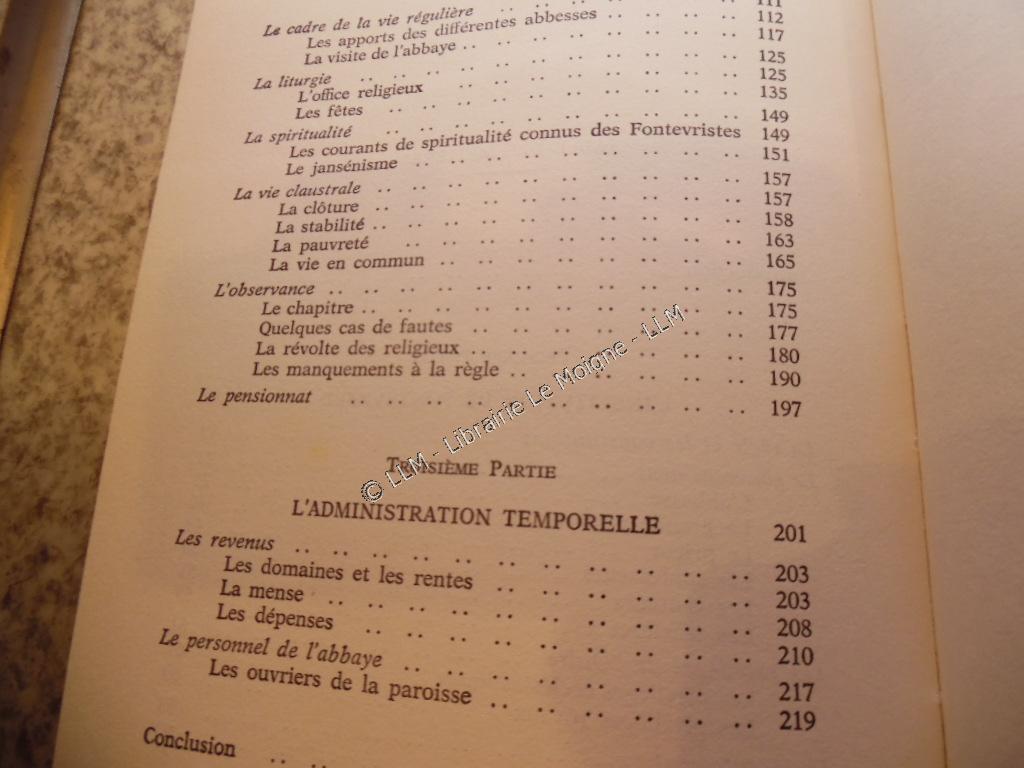 Le cadre de la vie régulière .. .. .. .. .. .. .. 111
Les apports des différentes abbesses .. .. .. .. 112
La visite de l'abbaye .. .. .. .. .. .. .. 117
La liturgie .. .. .. .. .. .. .. .. .. .. 125
L'office religieux .. .. .. .. .. .. .. .. 125
Les fêtes .. .. .. .. .. .. .. .. .. .. 135
La spiritualité .. .. .. .. .. .. .. .. .. .. 149
Les courants de spiritualité connus des Fontevristes 149
Le jansénisme .. .. .. .. .. .. .. .. .. 151
La vie claustrale .. .. .. .. .. .. .. .. .. .. 157
La clôture .. .. .. .. .. .. .. .. .. .. 157
La stabilité .. .. .. .. .. .. .. .. .. .. 158
La pauvreté .. .. .. .. .. .. .. .. .. 163
La vie en commun .. .. .. .. .. .. .. .. 165
L'observance .. .. .. .. .. .. .. .. .. .. .. 175
Le chapitre .. .. .. .. .. .. .. .. .. .. 175
Quelques cas de fautes .. .. .. .. .. .. .. 177
La révolte des religieux .. .. .. .. .. .. .. 180
Les manquements à la règle .. .. .. .. .. .. 190
Le pensionnat .. .. .. .. .. .. .. .. .. .. 197
TROISIÈME PARTIE
L'ADMINISTRATION TEMPORELLE 201
Les revenus .. .. .. .. .. .. .. .. .. .. .. .. 203
Les domaines et les rentes .. .. .. .. .. .. .. 203
La mense .. .. .. .. .. .. .. .. .. .. .. 208
Les dépenses .. .. .. .. .. .. .. .. .. .. 210
Le personnel de l'abbaye .. .. .. .. .. .. .. .. .. 217
Les ouvriers de la paroisse .. .. .. .. .. .. .. 219
Conclusion .. .. ..
© LLM - Librairie Le Moigne - LLM